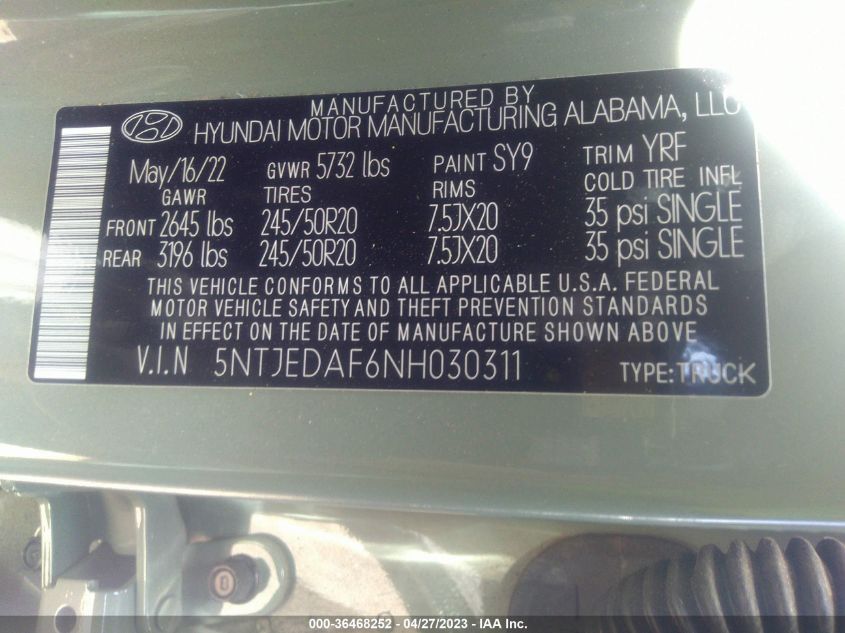 MANUFACTURED BY
HYUNDAI MOTOR MANUFACTURING ALABAMA, LLC
May/16/22 GVWR 5732 lbs PAINT SY9 TRIM YRF
GAWR TIRES RIMS COLD TIRE INFL
FRONT 2645 lbs 245/50R20 7.5JX20 35 psi SINGLE
REAR 3196 lbs 245/50R20 7.5JX20 35 psi SINGLE
THIS VEHICLE CONFORMS TO ALL APPLICABLE U.S.A. FEDERAL
MOTOR VEHICLE SAFETY AND THEFT PREVENTION STANDARDS
IN EFFECT ON THE DATE OF MANUFACTURE SHOWN ABOVE
V.I.N 5NTJEDAF6NH030311 TYPE:TRUCK
000-36468252 - 04/27/2023 - IAA Inc.